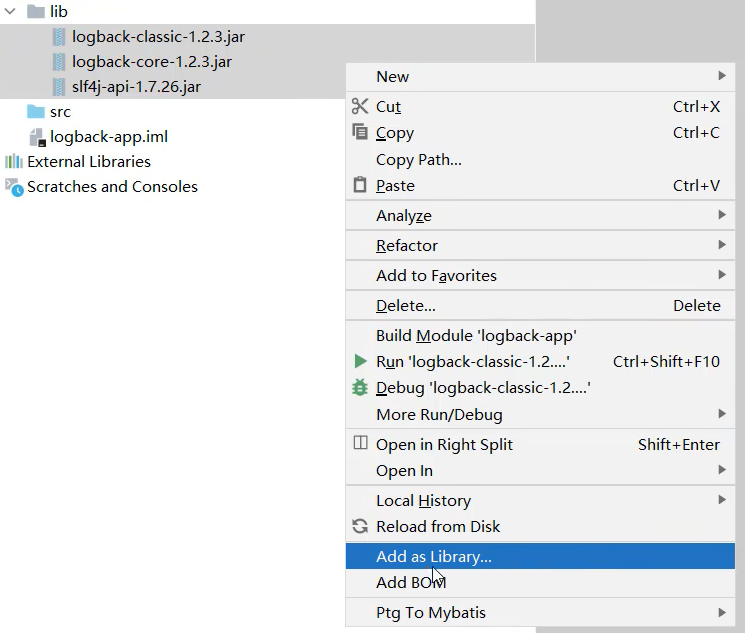 lib
logback-classic-1.2.3.jar
logback-core-1.2.3.jar
slf4j-api-1.7.26.jar
src
logback-app.iml
External Libraries
Scratches and Consoles
New
Cut Ctrl+X
Copy Ctrl+C
Copy Path...
Paste Ctrl+V
Analyze
Refactor
Add to Favorites
Delete... Delete
Build Module 'logback-app'
Run 'logback-classic-1.2....' Ctrl+Shift+F10
Debug 'logback-classic-1.2....'
More Run/Debug
Open in Right Split Shift+Enter
Open In
Local History
Reload from Disk
Add as Library...
Add BOM
Ptg To Mybatis